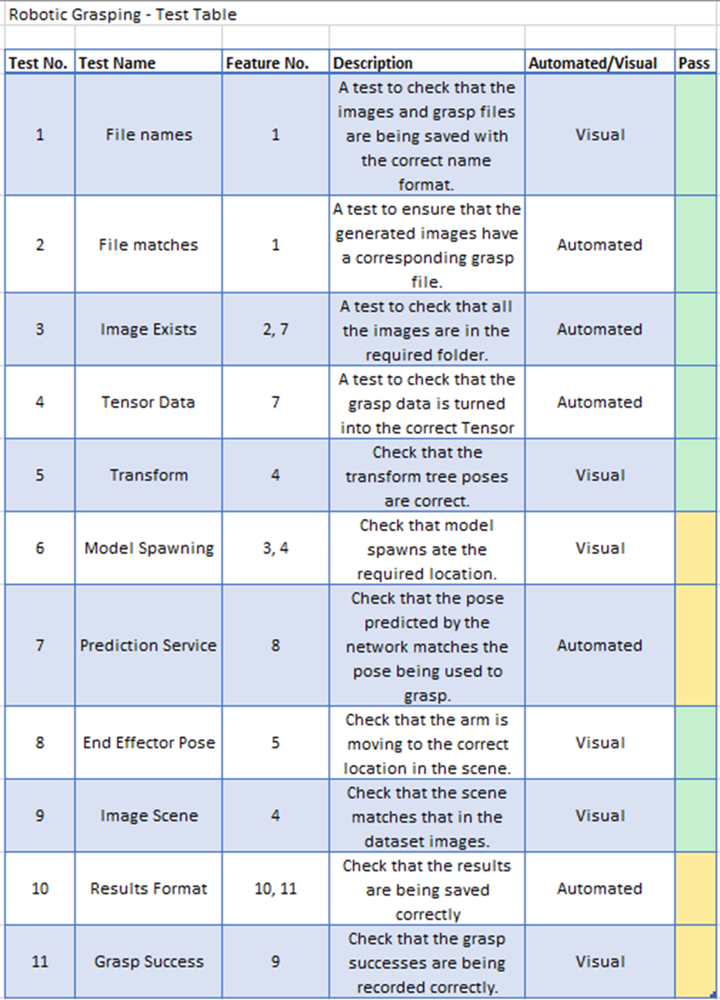 Robotic Grasping - Test Table
Test No. Test Name Feature No. Description Automated/Visual Pass
1 File names 1 A test to check that the
images and grasp files
are being saved with
the correct name
format. Visual
2 File matches 1 A test to ensure that the
generated images have
a corresponding grasp
file. Automated
3 Image Exists 2, 7 A test to check that all
the images are in the
required folder. Automated
4 Tensor Data 7 A test to check that the
grasp data is turned
into the correct Tensor Automated
5 Transform 4 Check that the
transform tree poses
are correct. Visual
6 Model Spawning 3, 4 Check that model
spawns ate the
required location. Visual
7 Prediction Service 8 Check that the pose
predicted by the
network matches the
pose being used to
grasp. Automated
8 End Effector Pose 5 Check that the arm is
moving to the correct
location in the scene. Visual
9 Image Scene 4 Check that the scene
matches that in the
dataset images. Visual
10 Results Format 10, 11 Check that the results
are being saved
correctly Automated
11 Grasp Success 9 Check that the grasp
successes are being
recorded correctly. Visual